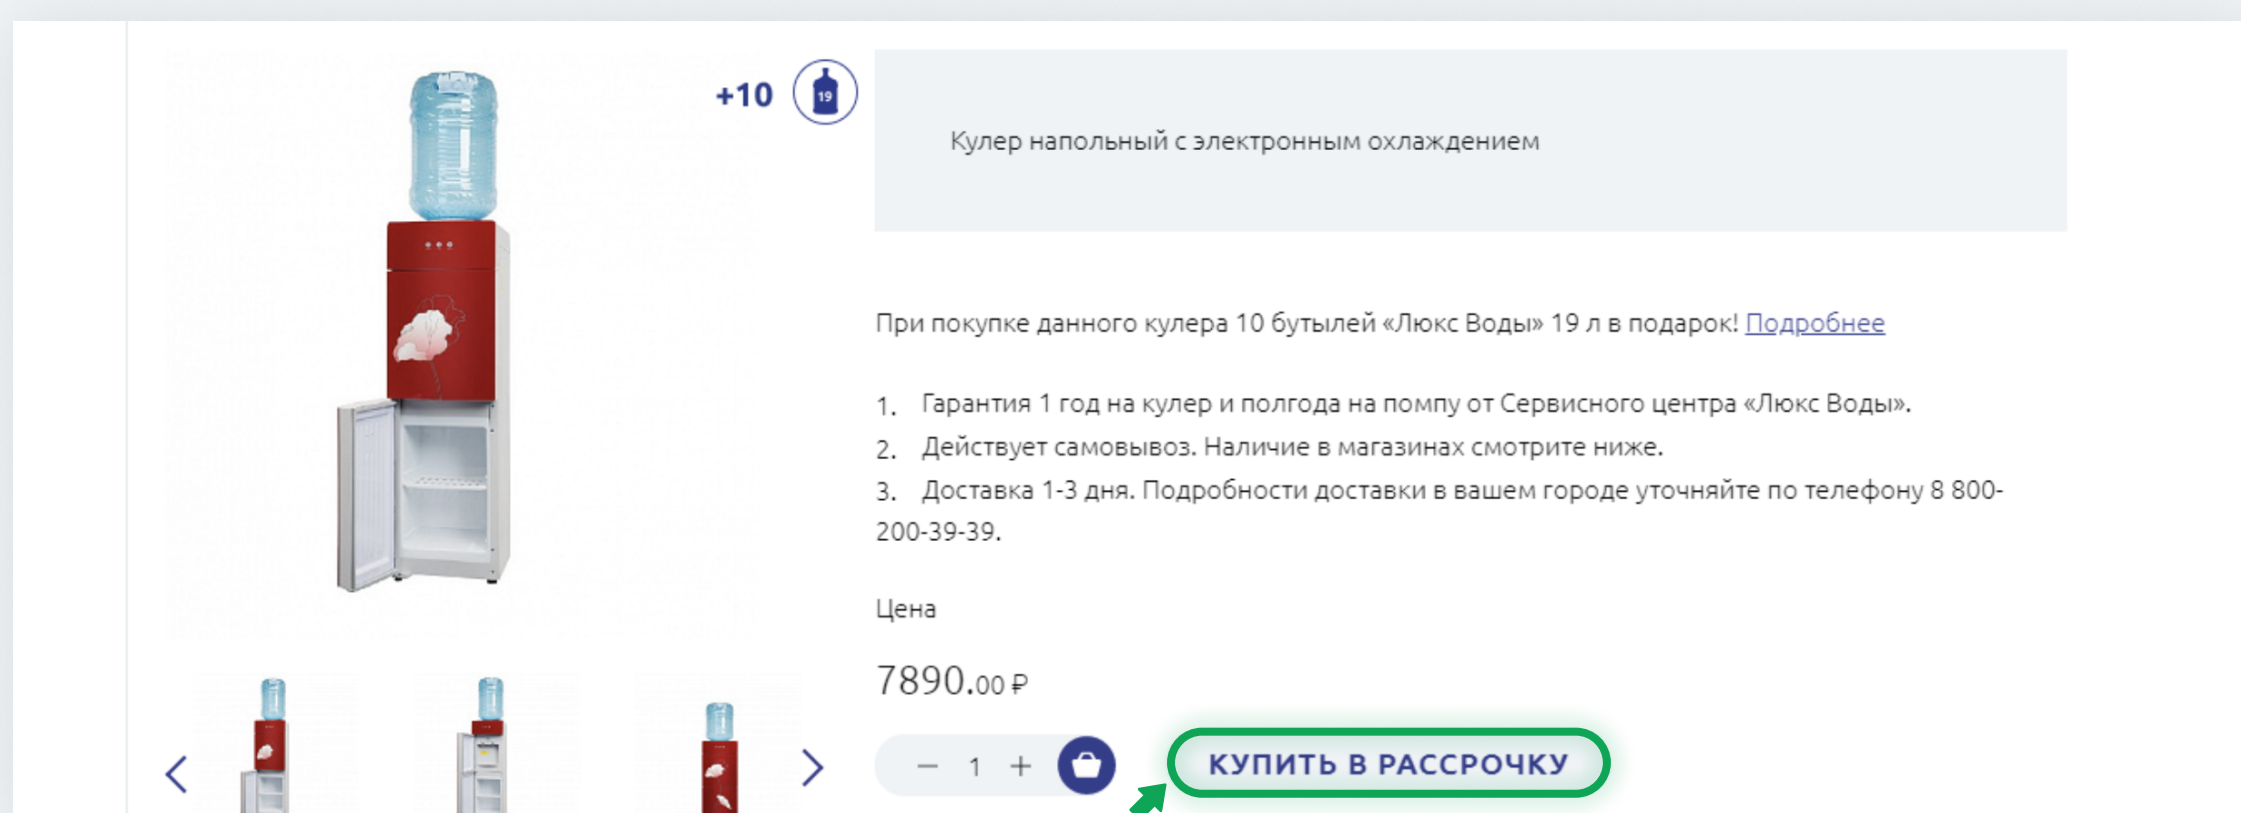 +10
19
Кулер напольный с электронным охлаждением
При покупке данного кулера 10 бутылей «Люкс Воды» 19 л в подарок! Подробнее
1. Гарантия 1 год на кулер и полгода на помпу от Сервисного центра «Люкс Воды».
2. Действует самовывоз. Наличие в магазинах смотрите ниже.
3. Доставка 1-3 дня. Подробности доставки в вашем городе уточняйте по телефону 8 800-
200-39-39.
Цена
7890.00 ₽
− 1 +
КУПИТЬ В РАССРОЧКУ